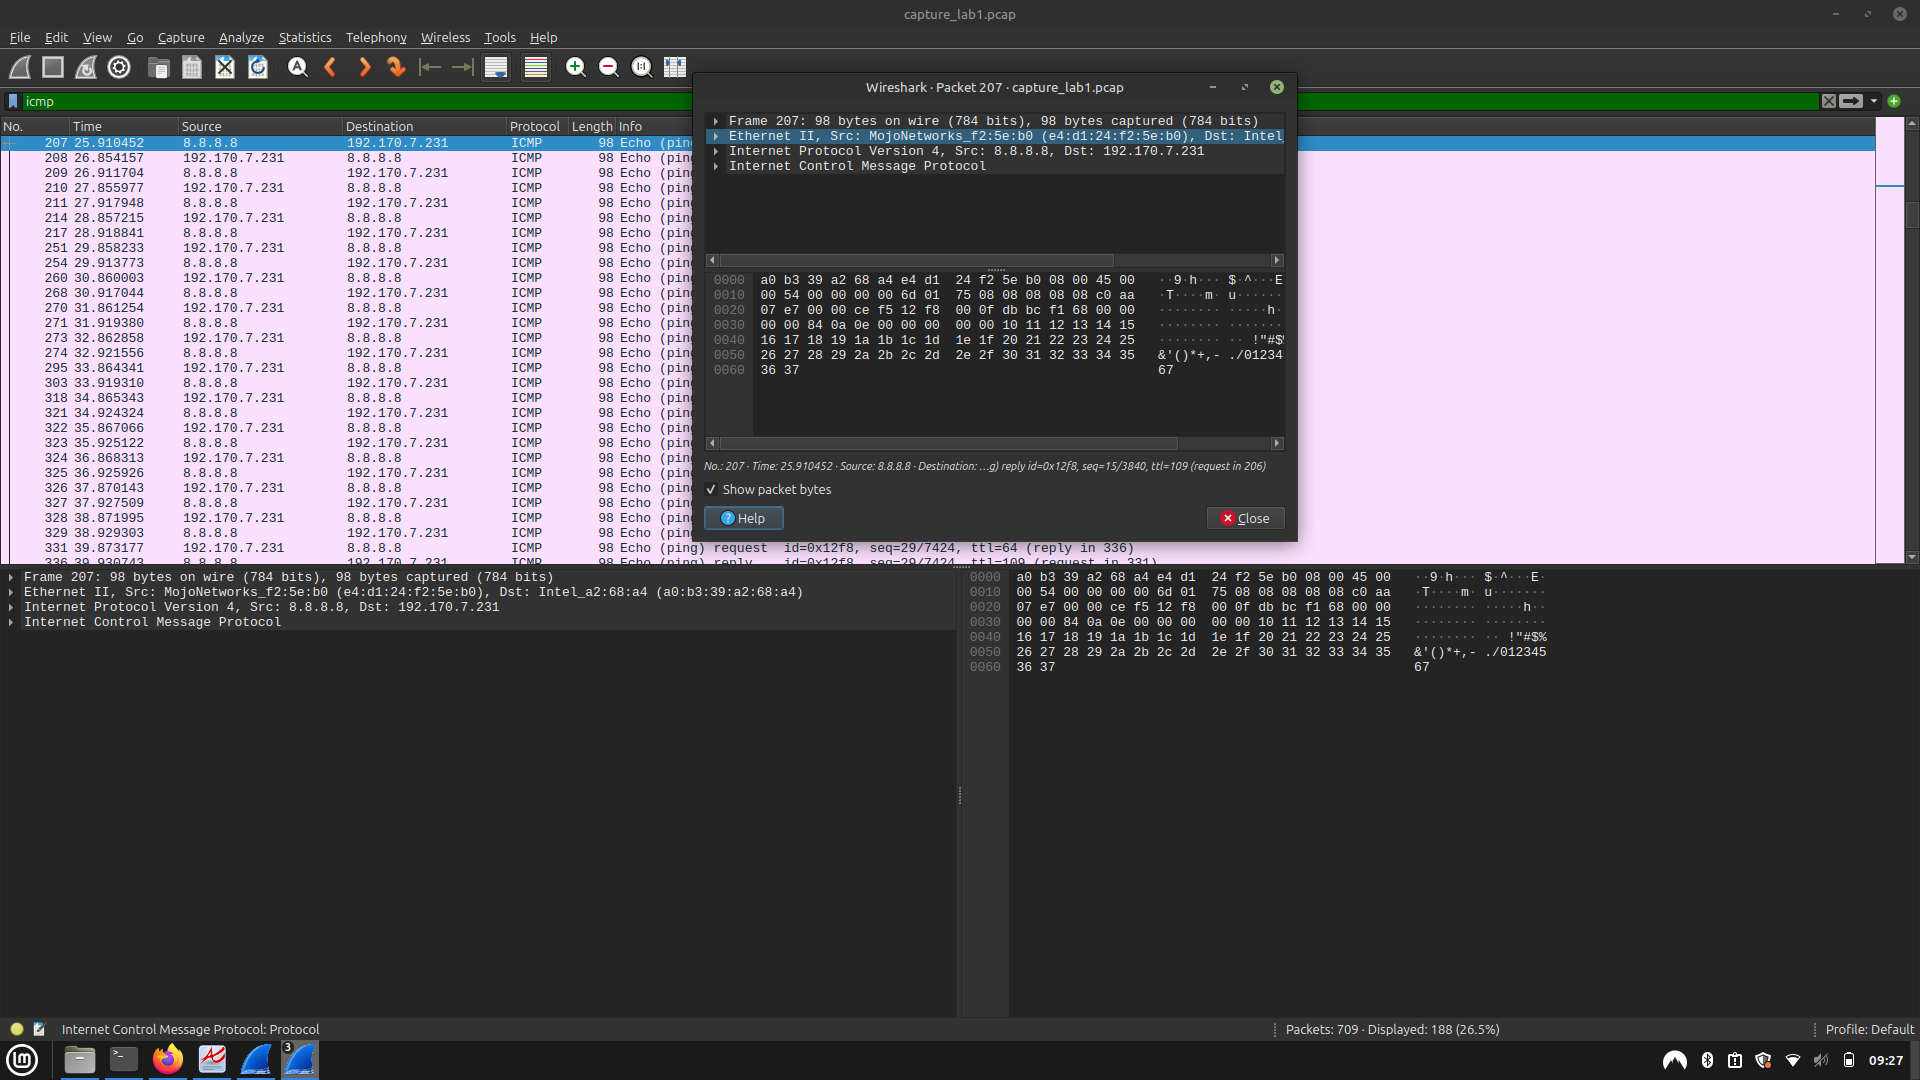 capture_lab1.pcap
File Edit View Go Capture Analyze Statistics Telephony Wireless Tools Help
icmp
No. Time Source Destination Protocol Length Info
207 25.910452 8.8.8.8 192.170.7.231 ICMP 98 Echo (ping
208 26.854157 192.170.7.231 8.8.8.8 ICMP 98 Echo (ping
209 26.911704 8.8.8.8 192.170.7.231 ICMP 98 Echo (ping
210 27.855977 192.170.7.231 8.8.8.8 ICMP 98 Echo (ping
211 27.917948 8.8.8.8 192.170.7.231 ICMP 98 Echo (ping
214 28.857215 192.170.7.231 8.8.8.8 ICMP 98 Echo (ping
217 28.918841 8.8.8.8 192.170.7.231 ICMP 98 Echo (ping
251 29.858233 192.170.7.231 8.8.8.8 ICMP 98 Echo (ping
254 29.913773 8.8.8.8 192.170.7.231 ICMP 98 Echo (ping
260 30.860003 192.170.7.231 8.8.8.8 ICMP 98 Echo (ping
268 30.917044 8.8.8.8 192.170.7.231 ICMP 98 Echo (ping
270 31.861254 192.170.7.231 8.8.8.8 ICMP 98 Echo (ping
271 31.919380 8.8.8.8 192.170.7.231 ICMP 98 Echo (ping
273 32.862858 192.170.7.231 8.8.8.8 ICMP 98 Echo (ping
274 32.921556 8.8.8.8 192.170.7.231 ICMP 98 Echo (ping
295 33.864341 192.170.7.231 8.8.8.8 ICMP 98 Echo (ping
303 33.919310 8.8.8.8 192.170.7.231 ICMP 98 Echo (ping
318 34.865343 192.170.7.231 8.8.8.8 ICMP 98 Echo (ping
321 34.924324 8.8.8.8 192.170.7.231 ICMP 98 Echo (ping
322 35.867066 192.170.7.231 8.8.8.8 ICMP 98 Echo (ping
323 35.925122 8.8.8.8 192.170.7.231 ICMP 98 Echo (ping
324 36.868313 192.170.7.231 8.8.8.8 ICMP 98 Echo (ping
325 36.925926 8.8.8.8 192.170.7.231 ICMP 98 Echo (ping
326 37.870143 192.170.7.231 8.8.8.8 ICMP 98 Echo (ping
327 37.927509 8.8.8.8 192.170.7.231 ICMP 98 Echo (ping
328 38.871995 192.170.7.231 8.8.8.8 ICMP 98 Echo (ping
329 38.929303 8.8.8.8 192.170.7.231 ICMP 98 Echo (ping
331 39.873177 192.170.7.231 8.8.8.8 ICMP 98 Echo (ping) request id=0x12f8, seq=29/7424, ttl=64 (reply in 336)
336 39.930743 8.8.8.8 192.170.7.231 ICMP 98 Echo (ping) reply id=0x12f8, seq=29/7424, ttl=109 (request in 331)
Wireshark · Packet 207 · capture_lab1.pcap
Frame 207: 98 bytes on wire (784 bits), 98 bytes captured (784 bits)
Ethernet II, Src: MojoNetworks_f2:5e:b0 (e4:d1:24:f2:5e:b0), Dst: Intel_
Internet Protocol Version 4, Src: 8.8.8.8, Dst: 192.170.7.231
Internet Control Message Protocol
0000 a0 b3 39 a2 68 a4 e4 d1 24 f2 5e b0 08 00 45 00 ··9·h··· $·^···E
0010 00 54 00 00 00 00 6d 01 75 08 08 08 08 08 c0 aa ·T····m· u·······
0020 07 e7 00 00 ce f5 12 f8 00 0f db bc f1 68 00 00 ········ ·····h·
0030 00 00 84 0a 0e 00 00 00 00 00 10 11 12 13 14 15 ········ ········
0040 16 17 18 19 1a 1b 1c 1d 1e 1f 20 21 22 23 24 25 ········ ·· !"#$%
0050 26 27 28 29 2a 2b 2c 2d 2e 2f 30 31 32 33 34 35 &'()*+,- ./01234
0060 36 37 67
No.: 207 · Time: 25.910452 · Source: 8.8.8.8 · Destination: …g) reply id=0x12f8, seq=15/3840, ttl=109 (request in 206)
Show packet bytes
Help
Close
Frame 207: 98 bytes on wire (784 bits), 98 bytes captured (784 bits)
Ethernet II, Src: MojoNetworks_f2:5e:b0 (e4:d1:24:f2:5e:b0), Dst: Intel_a2:68:a4 (a0:b3:39:a2:68:a4)
Internet Protocol Version 4, Src: 8.8.8.8, Dst: 192.170.7.231
Internet Control Message Protocol
0000 a0 b3 39 a2 68 a4 e4 d1 24 f2 5e b0 08 00 45 00 ··9·h··· $·^···E·
0010 00 54 00 00 00 00 6d 01 75 08 08 08 08 08 c0 aa ·T····m· u·······
0020 07 e7 00 00 ce f5 12 f8 00 0f db bc f1 68 00 00 ········ ·····h··
0030 00 00 84 0a 0e 00 00 00 00 00 10 11 12 13 14 15 ········ ········
0040 16 17 18 19 1a 1b 1c 1d 1e 1f 20 21 22 23 24 25 ········ ·· !"#$%
0050 26 27 28 29 2a 2b 2c 2d 2e 2f 30 31 32 33 34 35 &'()*+,- ./012345
0060 36 37 67
Internet Control Message Protocol: Protocol
Packets: 709 · Displayed: 188 (26.5%)
Profile: Default
3
09:27